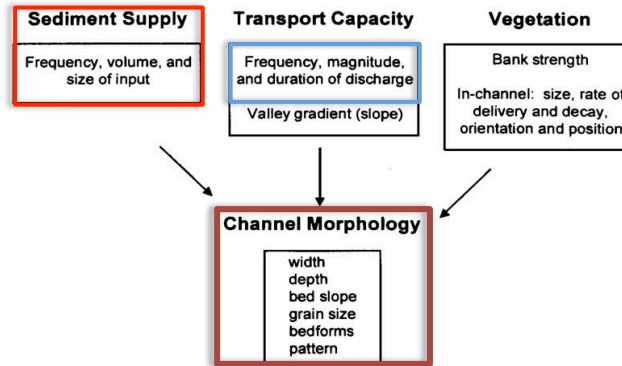 Sediment Supply
Frequency, volume, and
size of input
Transport Capacity
Frequency, magnitude,
and duration of discharge
Valley gradient (slope)
Vegetation
Bank strength
In-channel: size, rate of
delivery and decay,
orientation and position
Channel Morphology
width
depth
bed slope
grain size
bedforms
pattern